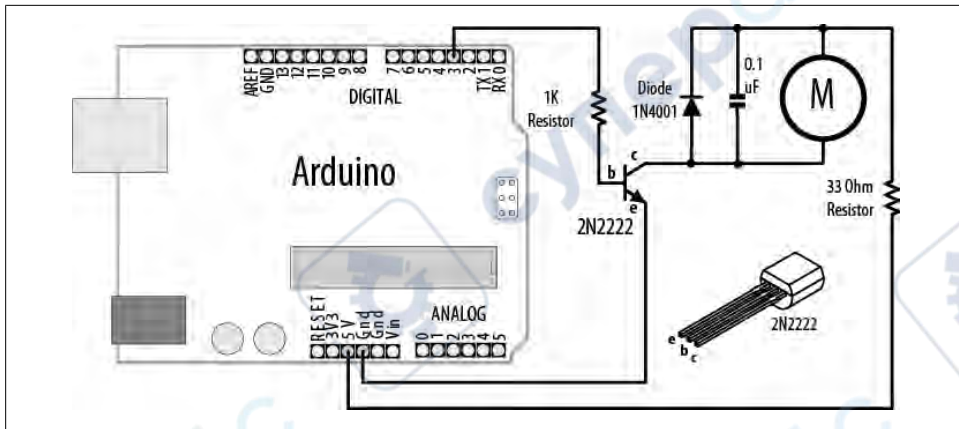 AREF
GND
13
12
11
10
9
8
7
6
5
4
3
2
TX 1
RX 0
DIGITAL
Arduino
1K
Resistor
Diode
1N4001
0.1
uF
M
c
b
e
2N2222
33 Ohm
Resistor
RESET
3V3
5V
Gnd
Gnd
Vin
ANALOG
0
1
2
3
4
5
e
b
c
2N2222
cynep